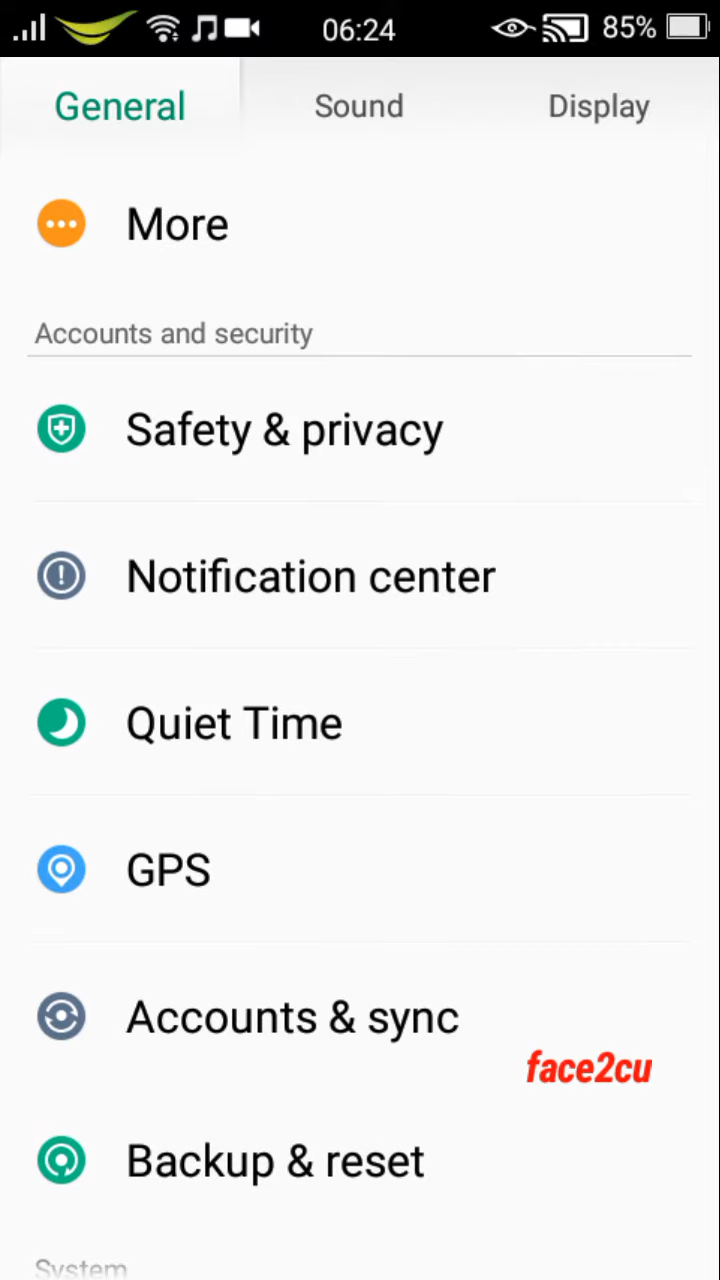 06:24
85%
General
Sound
Display
More
Accounts and security
Safety & privacy
Notification center
Quiet Time
GPS
Accounts & sync
face2cu
Backup & reset
System